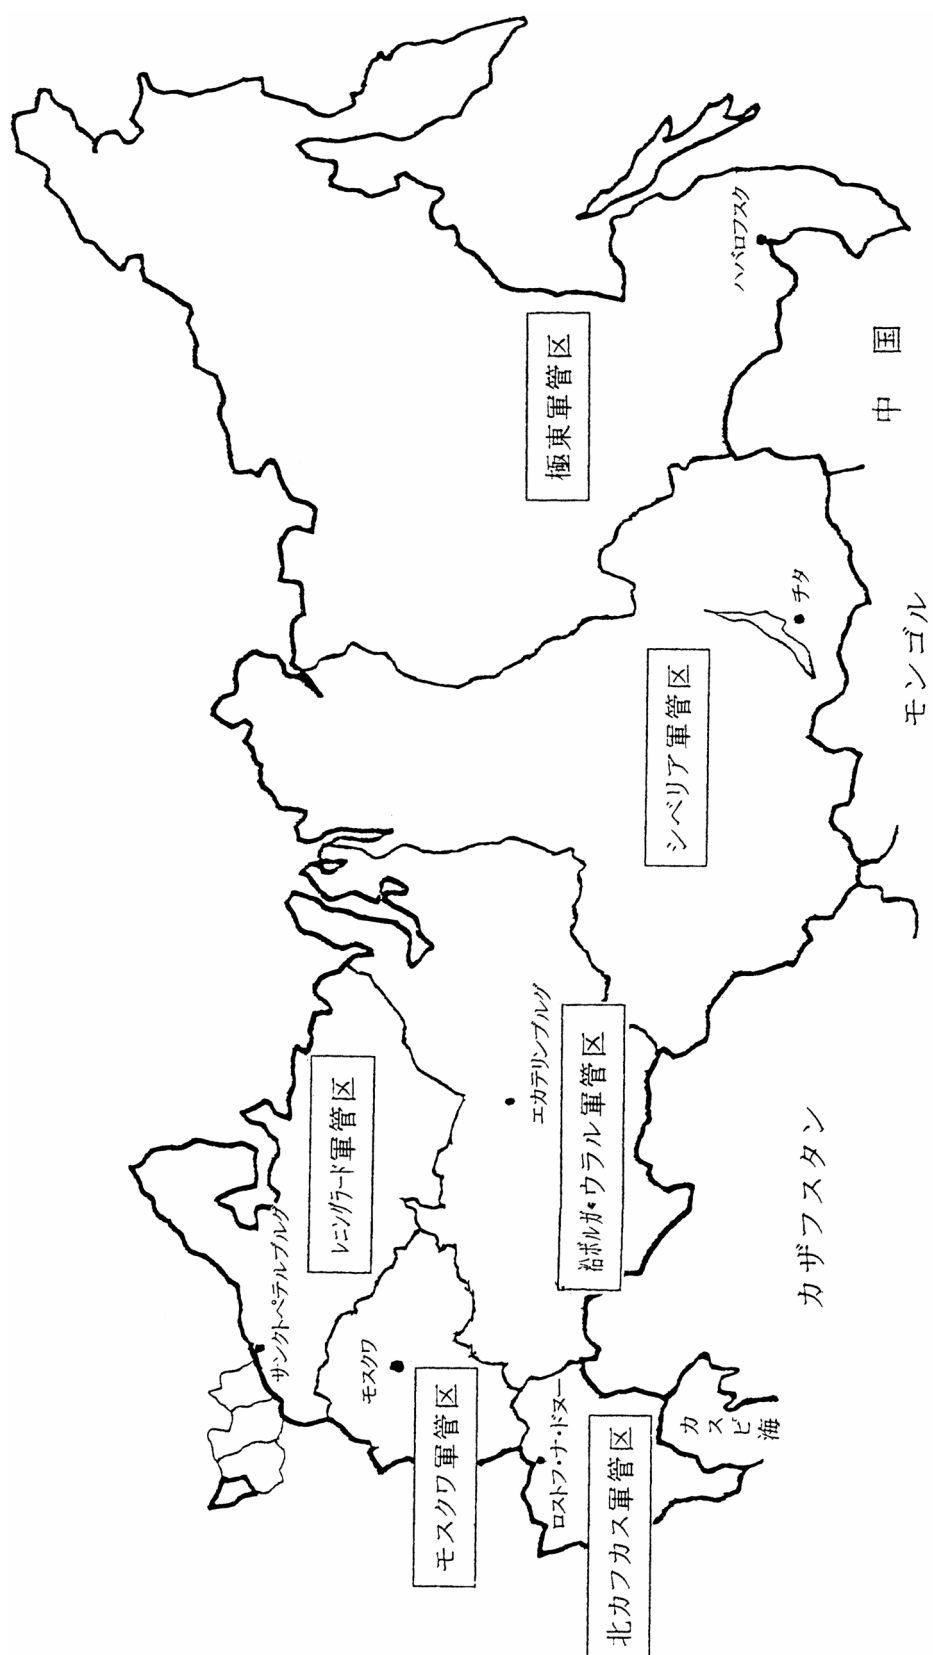 レニングラード軍管区
サンクトペテルブルグ
モスクワ
モスクワ軍管区
ロストフ・ナ・ドヌー
北カフカス軍管区
沿ボルガ・ウラル軍管区
エカテリンブルグ
シベリア軍管区
チタ
極東軍管区
ハバロフスク
カスピ海
カザフスタン
モンゴル
中国